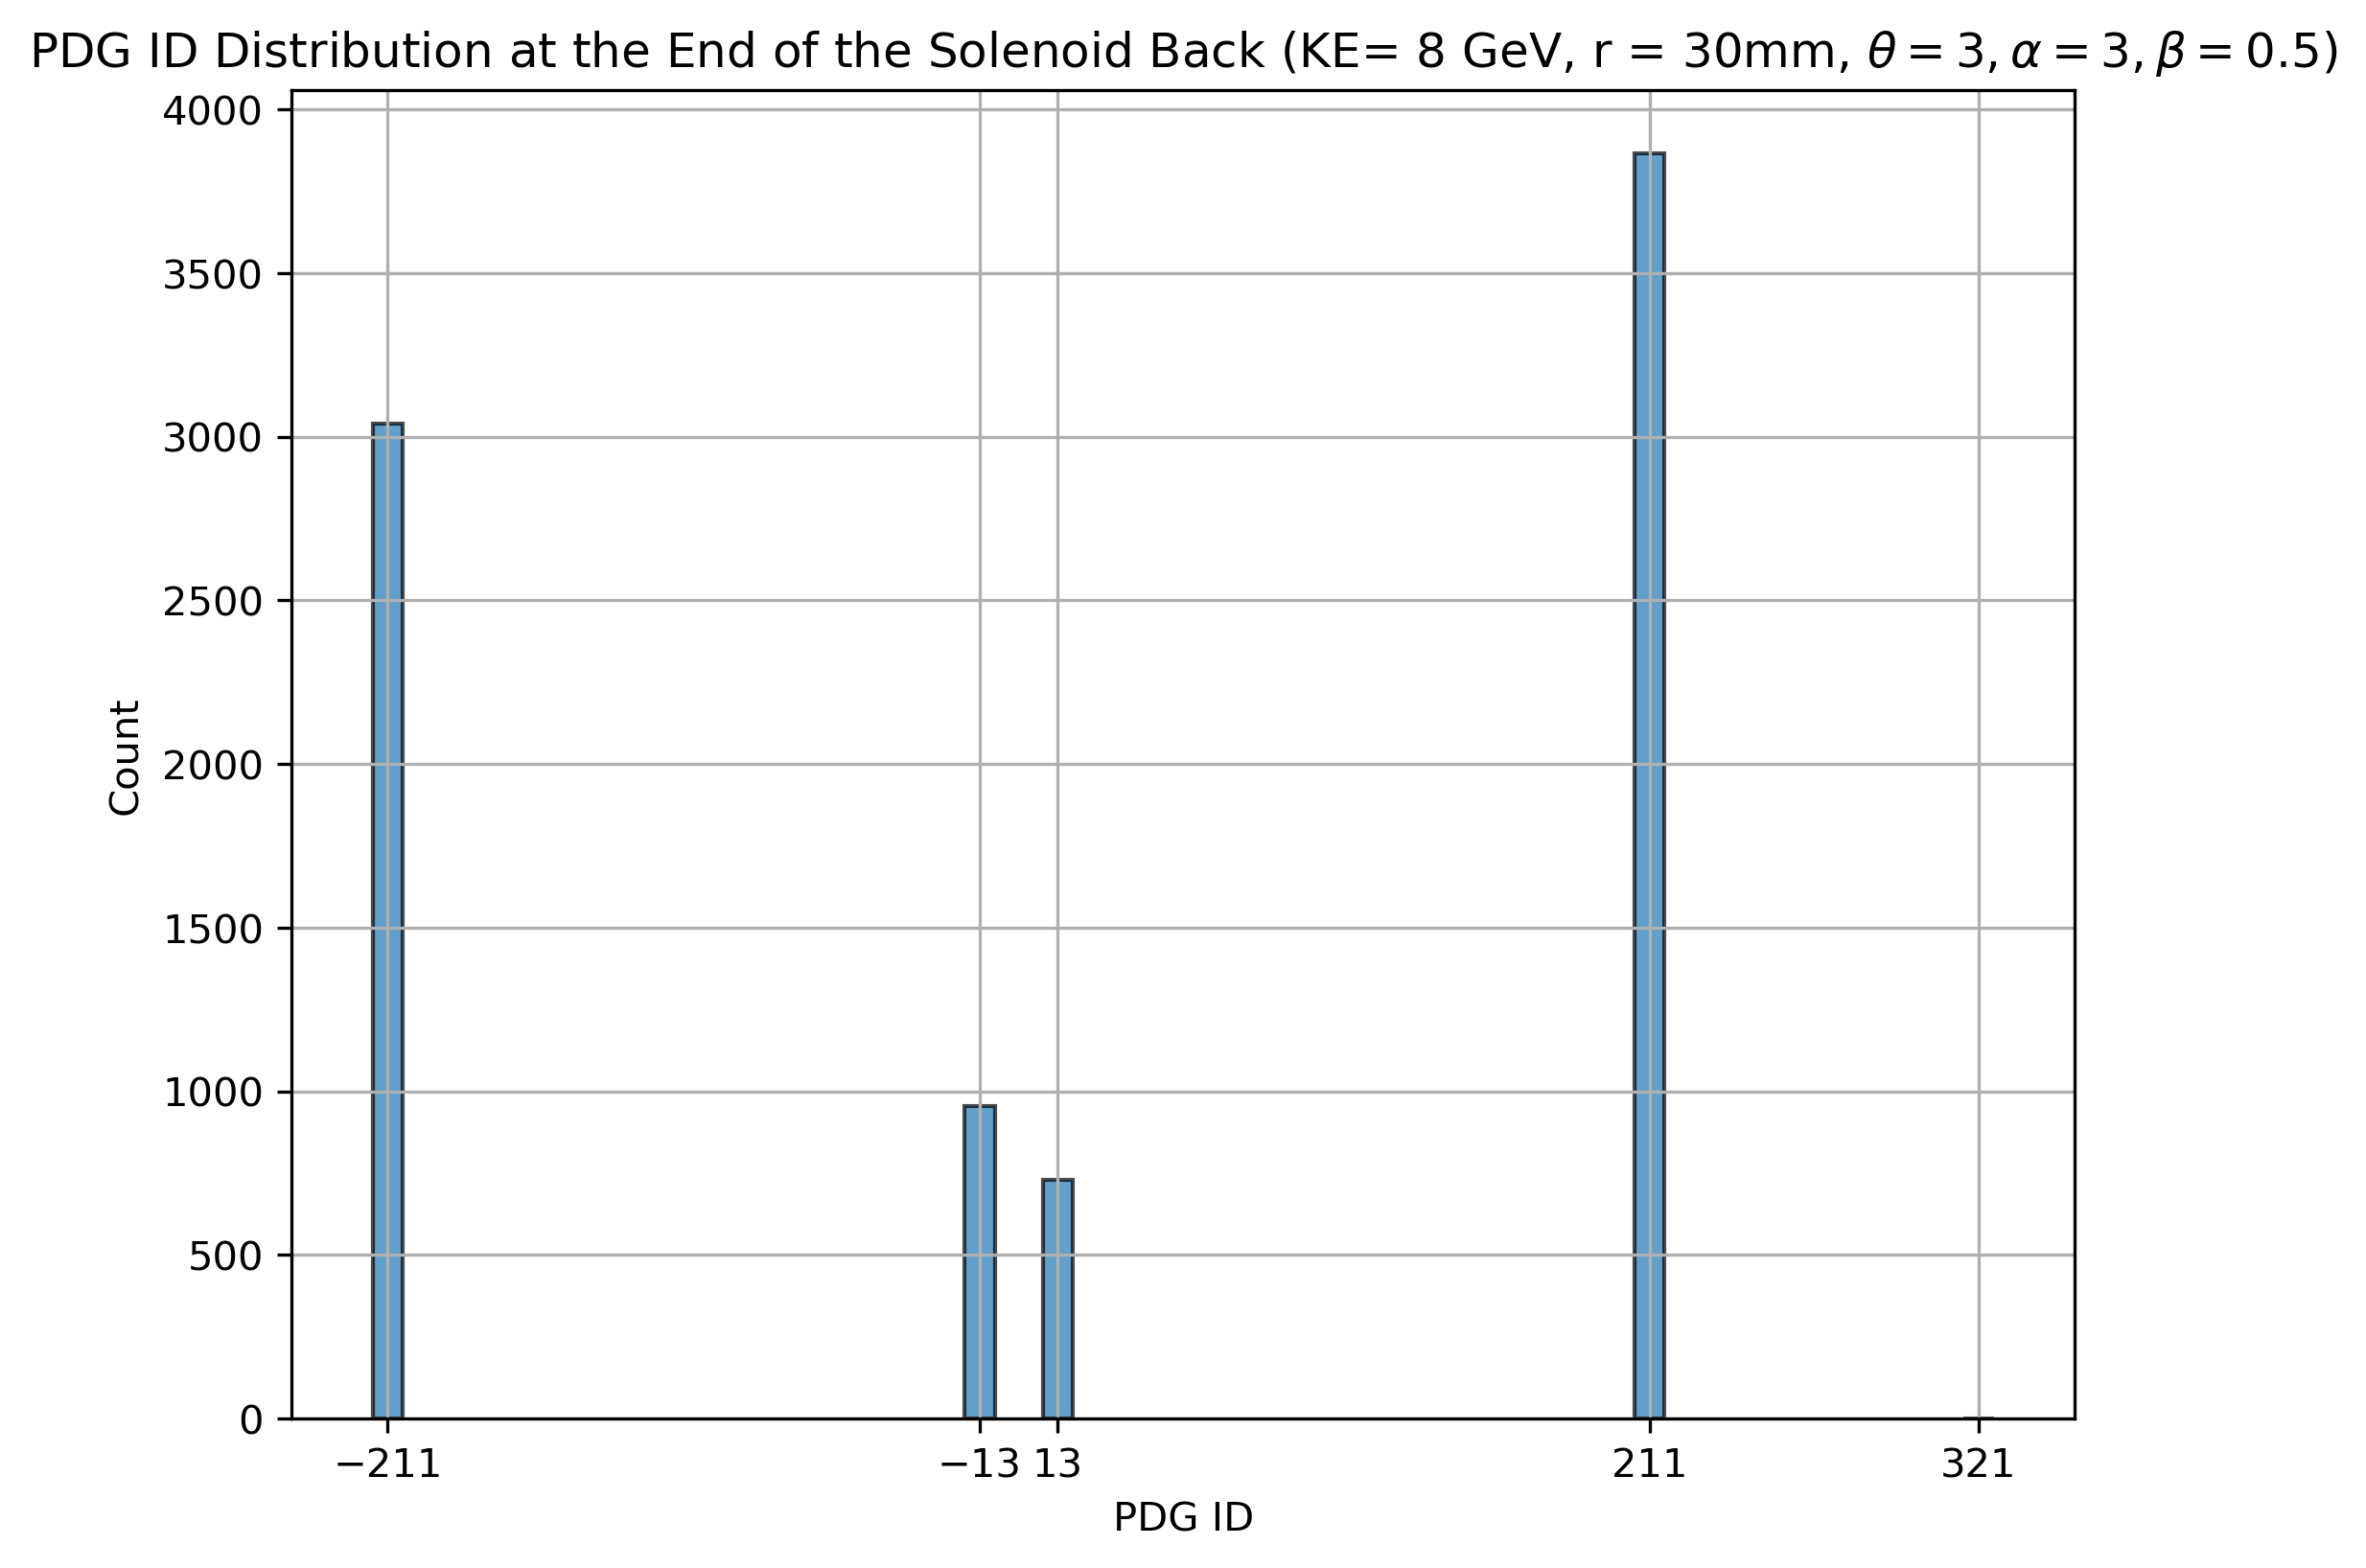 PDG ID Distribution at the End of the Solenoid Back (KE= 8 GeV, r = 30mm, θ = 3, α = 3, β = 0.5)
4000
3500
3000
2500
2000
1500
1000
500
0
Count
−211 −13 13 211 321
PDG ID